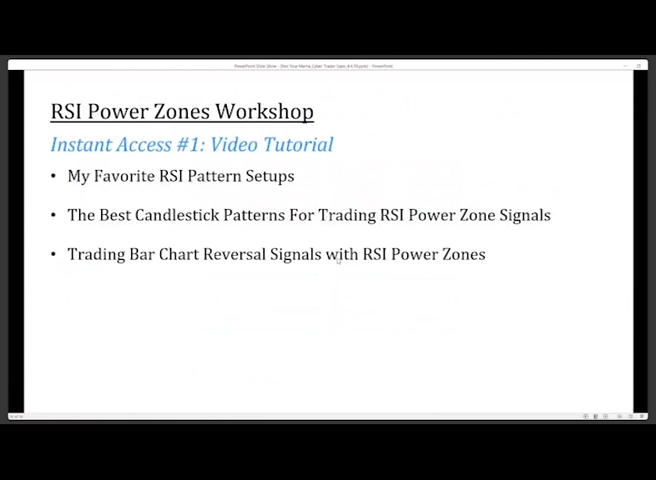 RSI Power Zones Workshop
Instant Access #1: Video Tutorial
• My Favorite RSI Pattern Setups
• The Best Candlestick Patterns For Trading RSI Power Zone Signals
• Trading Bar Chart Reversal Signals with RSI Power Zones